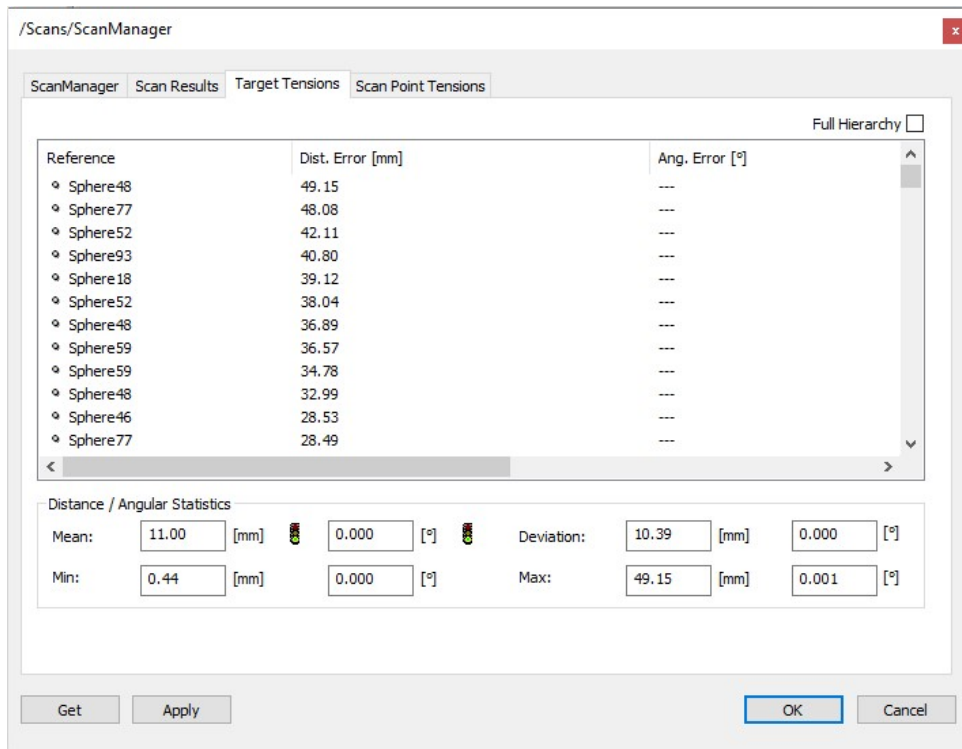 /Scans/ScanManager
x
ScanManager Scan Results Target Tensions Scan Point Tensions
Full Hierarchy
Reference Dist. Error [mm] Ang. Error [°]
Sphere48 49.15 ---
Sphere77 48.08 ---
Sphere52 42.11 ---
Sphere93 40.80 ---
Sphere18 39.12 ---
Sphere52 38.04 ---
Sphere48 36.89 ---
Sphere59 36.57 ---
Sphere59 34.78 ---
Sphere48 32.99 ---
Sphere46 28.53 ---
Sphere77 28.49 ---
Distance / Angular Statistics
Mean: 11.00 [mm] 0.000 [°] Deviation: 10.39 [mm] 0.000 [°]
Min: 0.44 [mm] 0.000 [°] Max: 49.15 [mm] 0.001 [°]
Get Apply OK Cancel